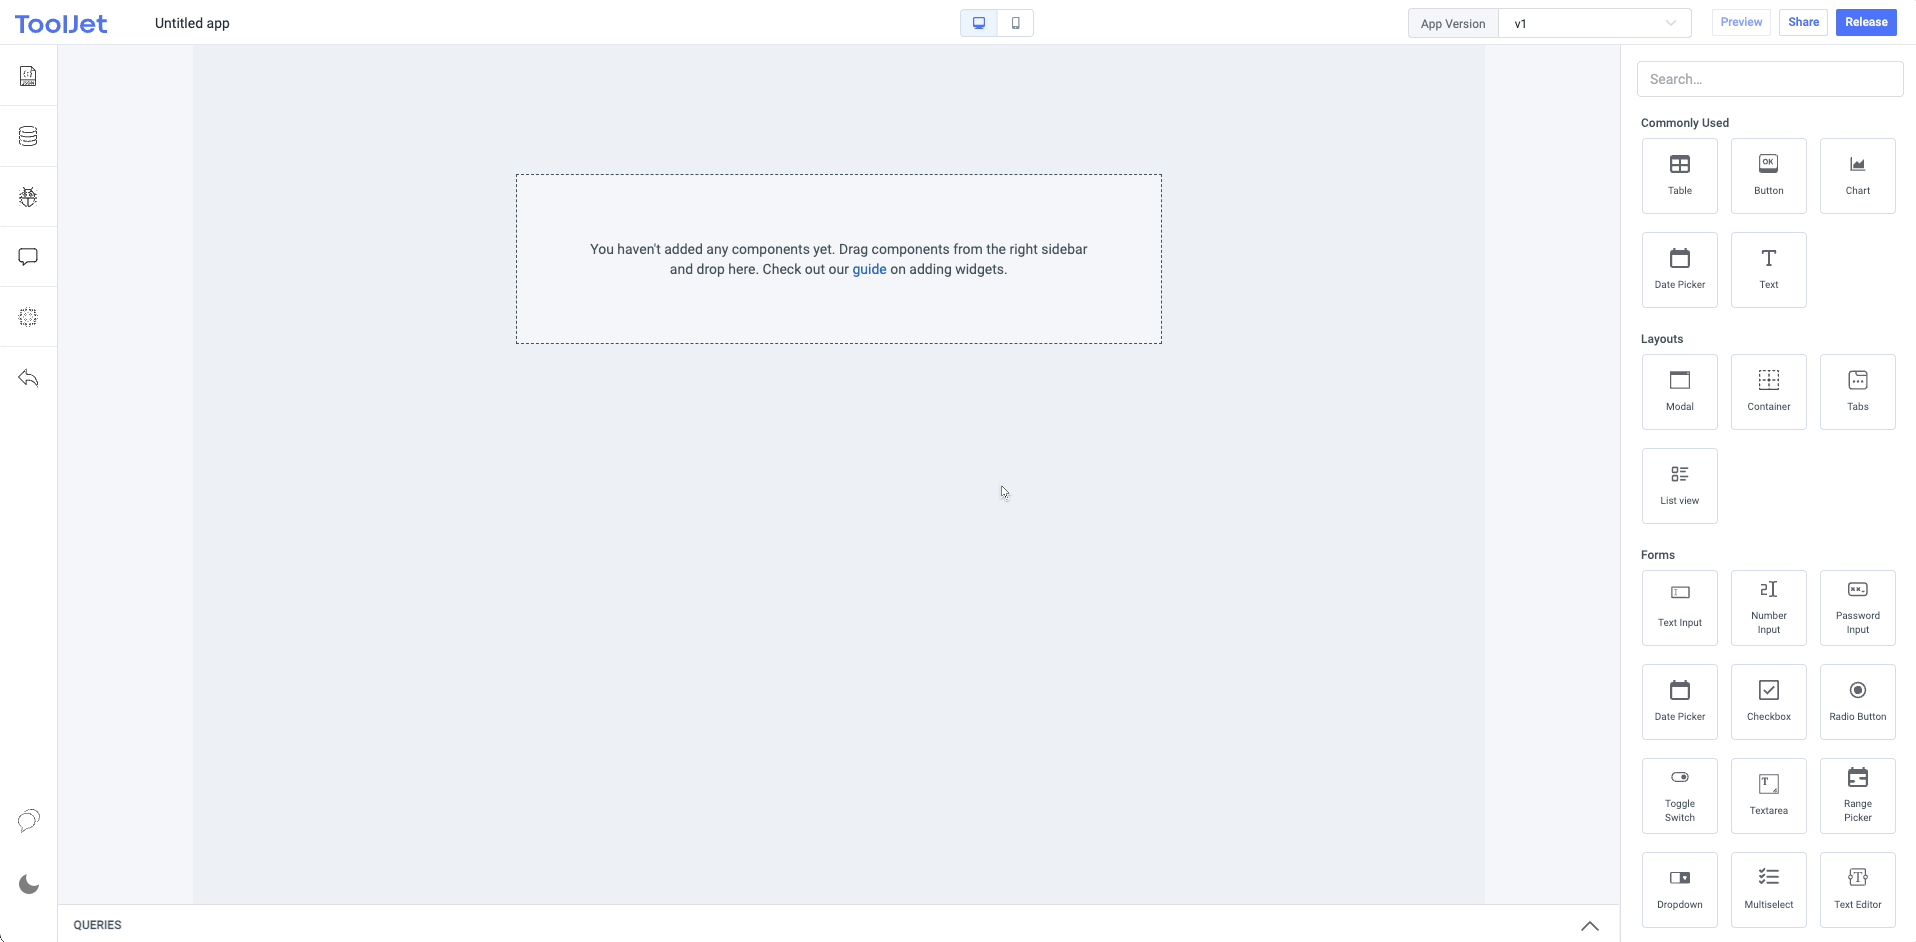 ToolJet
Untitled app
App Version
v1
Preview
Share
Release
Search…
Commonly Used
Table
Button
OK
Chart
Date Picker
Text
You haven't added any components yet. Drag components from the right sidebar
and drop here. Check out our guide on adding widgets.
Layouts
Modal
Container
Tabs
List view
Forms
Text Input
Number
Input
Password
Input
Date Picker
Checkbox
Radio Button
Toggle
Switch
Textarea
Range
Picker
Dropdown
Multiselect
Text Editor
QUERIES